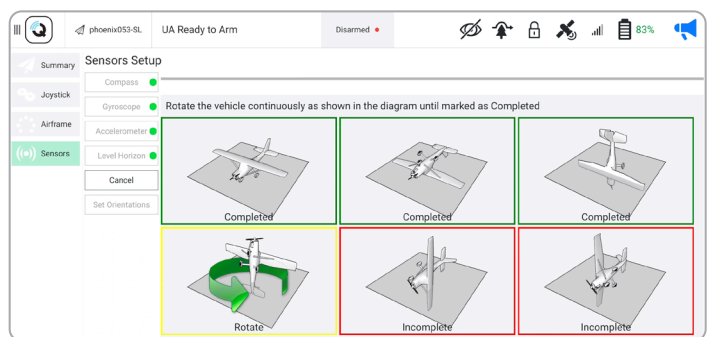 phoenix053-SL
UA Ready to Arm
Disarmed
83%
Summary
Joystick
Airframe
Sensors
Sensors Setup
Compass
Gyroscope
Accelerometer
Level Horizon
Cancel
Set Orientations
Rotate the vehicle continuously as shown in the diagram until marked as Completed
Completed
Completed
Completed
Rotate
Incomplete
Incomplete